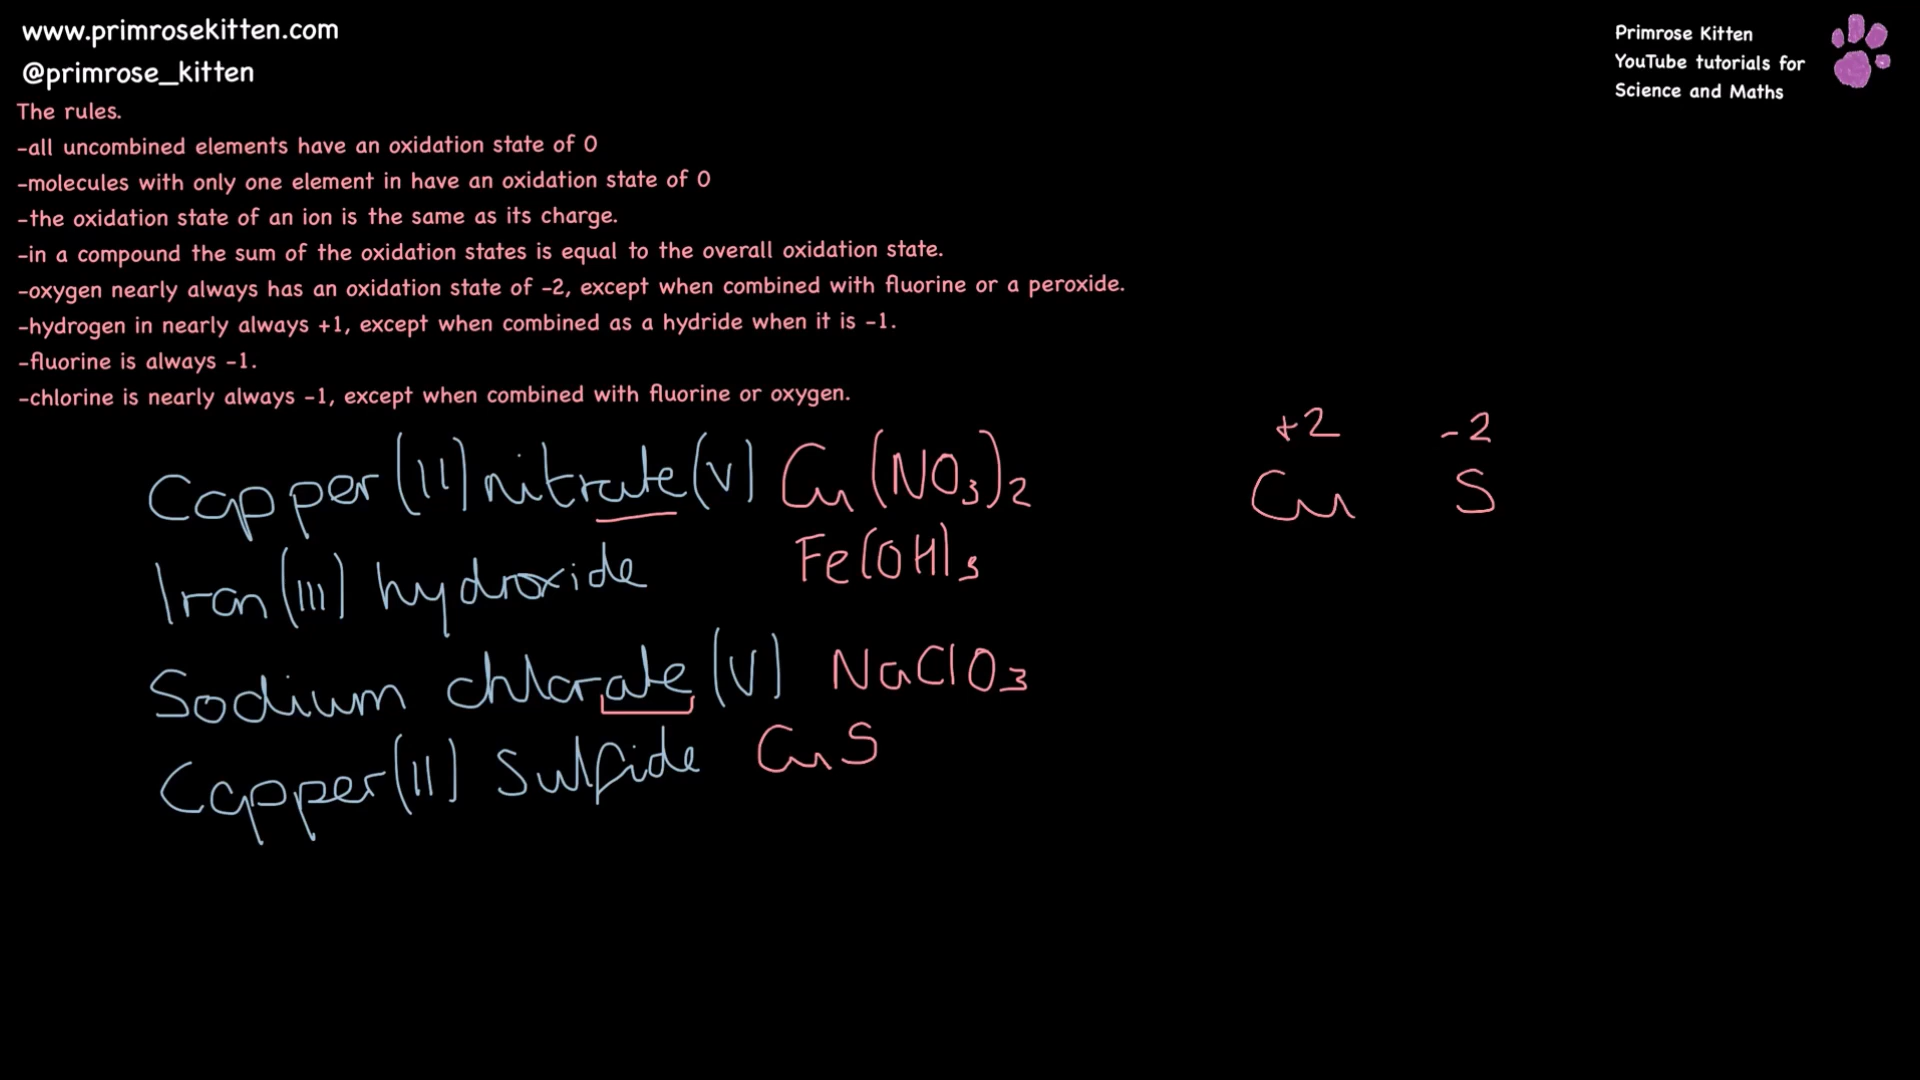 www.primrosekitten.com
@primrose_kitten
Primrose Kitten
YouTube tutorials for
Science and Maths
The rules.
-all uncombined elements have an oxidation state of 0
-molecules with only one element in have an oxidation state of 0
-the oxidation state of an ion is the same as its charge.
-in a compound the sum of the oxidation states is equal to the overall oxidation state.
-oxygen nearly always has an oxidation state of -2, except when combined with fluorine or a peroxide.
-hydrogen in nearly always +1, except when combined as a hydride when it is -1.
-fluorine is always -1.
-chlorine is nearly always -1, except when combined with fluorine or oxygen.
+2 -2
Copper (II) nitrate (V) Cu(NO₃)₂ Cu S
Iron (III) hydroxide Fe(OH)₃
Sodium chlorate (V) NaClO₃
Copper (II) Sulfide CuS